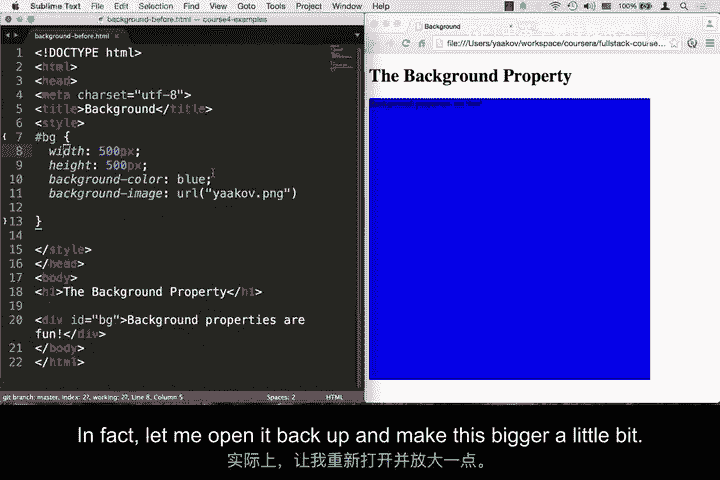 Sublime Text File Edit Selection Find View Goto Tools Project Window Help 100%
background-before.html — course4-examples
background-before.html
Background
file:///Users/yaakov/workspace/coursera/fullstack-cour...
1 <!DOCTYPE html>
2 <html>
3 <head>
4 <meta charset="utf-8">
5 <title>Background</title>
6 <style>
7 #bg {
8 width: 500px;
9 height: 500px;
10 background-color: blue;
11 background-image: url("yaakov.png")
12
13 }
14
15 </style>
16 </head>
17 <body>
18 <h1>The Background Property</h1>
19
20 <div id="bg">Background properties are
fun!</div>
21 </body>
22 </html>
The Background Property
Background properties are fun!
Spaces: 2 HTML
In fact, let me open it back up and make this bigger a little bit.
实际上，让我重新打开并放大一点。